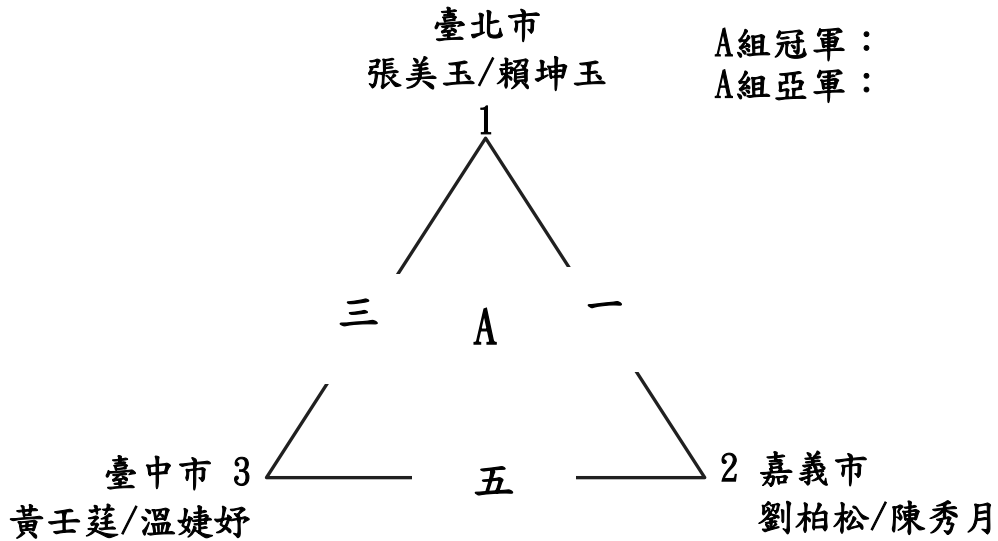 臺北市
張美玉/賴坤玉
1
A組冠軍：
A組亞軍：
三
A
一
臺中市 3
黃壬莛/溫婕妤
五
2 嘉義市
劉柏松/陳秀月